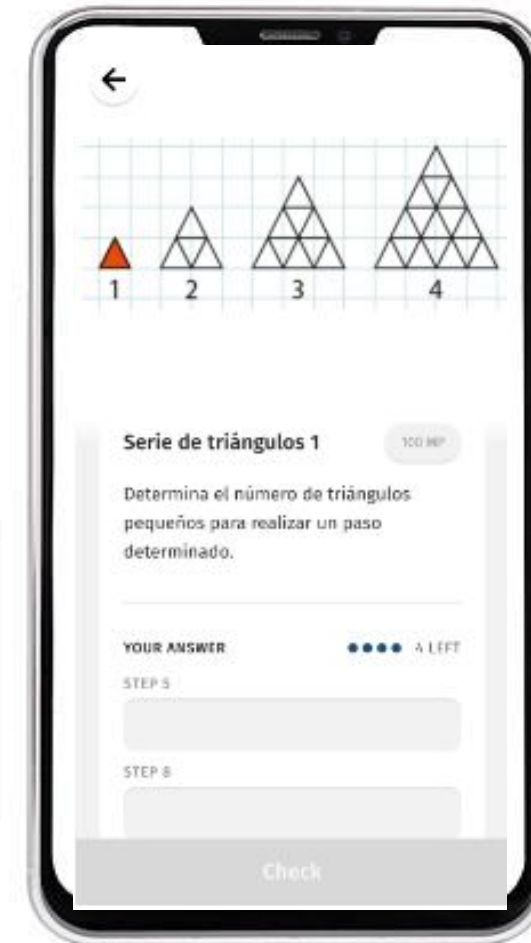 1 2 3 4
Serie de triángulos 1
100 MP
Determina el número de triángulos
pequeños para realizar un paso
determinado.
YOUR ANSWER
4 LEFT
STEP 5
STEP 8
Check